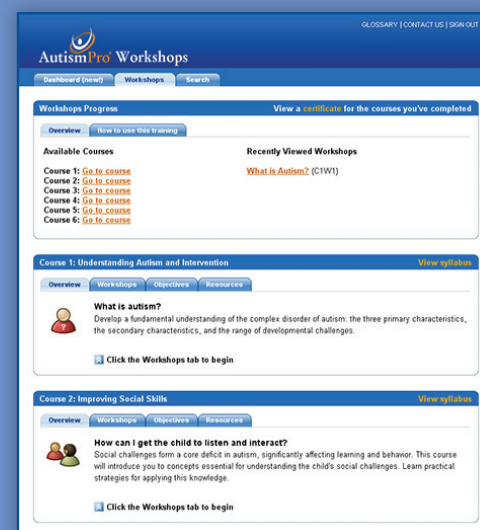 GLOSSARY | CONTACT US | SIGN OUT
AutismPro® Workshops
Dashboard (new!) Workshops Search
Workshops Progress View a certificate for the courses you've completed
Overview How to use this training
Available Courses Recently Viewed Workshops
Course 1: Go to course What is Autism? (C1W1)
Course 2: Go to course
Course 3: Go to course
Course 4: Go to course
Course 5: Go to course
Course 6: Go to course
Course 1: Understanding Autism and Intervention View syllabus
Overview Workshops Objectives Resources
What is autism?
Develop a fundamental understanding of the complex disorder of autism: the three primary characteristics,
the secondary characteristics, and the range of developmental challenges.
Click the Workshops tab to begin
Course 2: Improving Social Skills View syllabus
Overview Workshops Objectives Resources
How can I get the child to listen and interact?
Social challenges form a core deficit in autism, significantly affecting learning and behavior. This course
will introduce you to concepts essential for understanding the child's social challenges. Learn practical
strategies for applying this knowledge.
Click the Workshops tab to begin